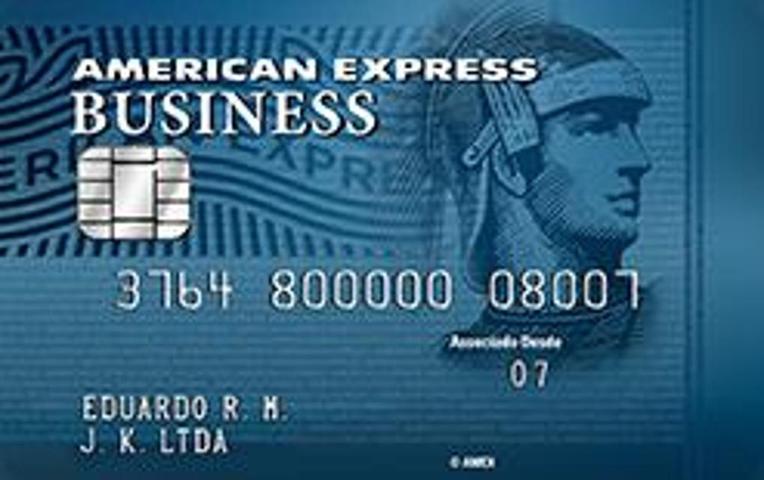 AMERICAN EXPRESS
BUSINESS
3764 800000 08007
Associado Desde
07
EDUARDO R. M.
J. K. LTDA
© AMEX